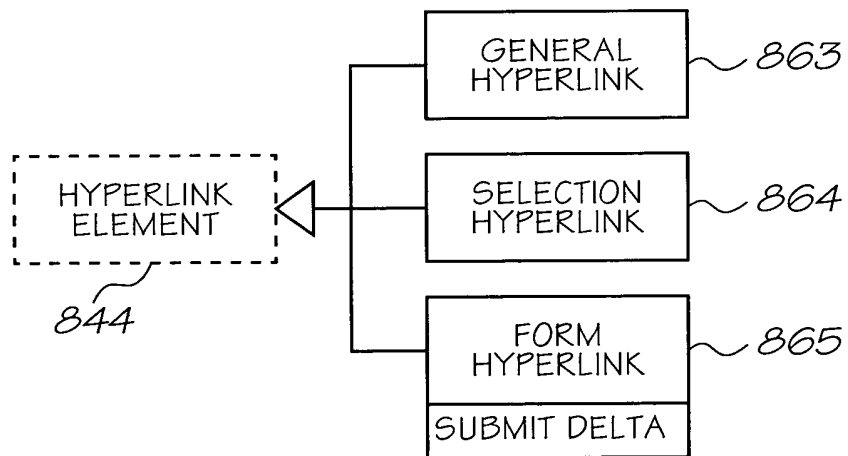 GENERAL
HYPERLINK
863
HYPERLINK
ELEMENT
844
SELECTION
HYPERLINK
864
FORM
HYPERLINK
865
SUBMIT DELTA